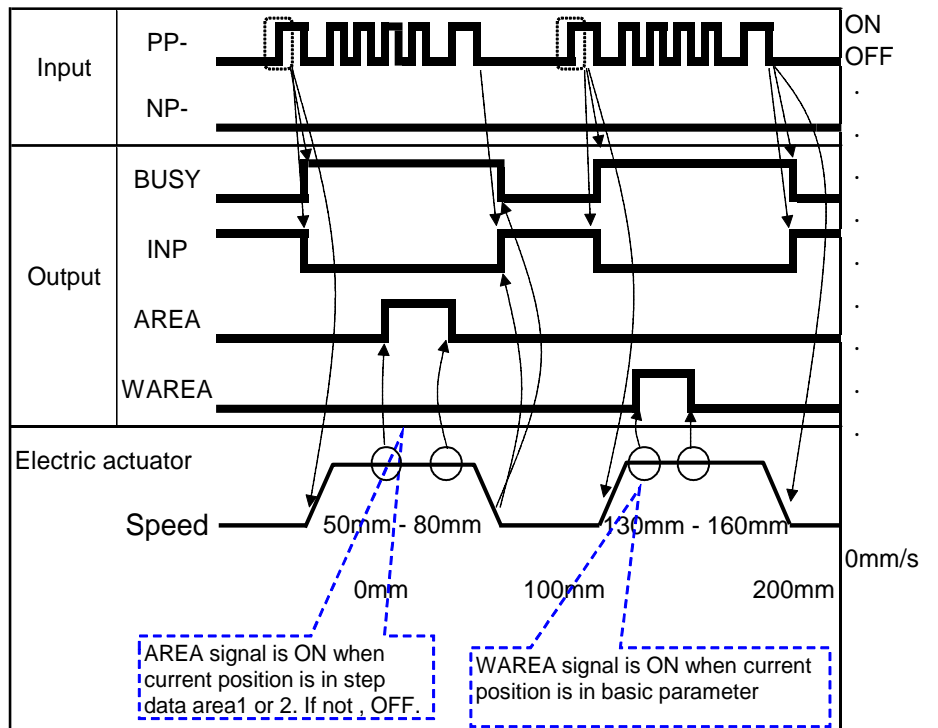 PP-
ON
OFF
Input
NP-
BUSY
INP
Output
AREA
WAREA
Electric actuator
Speed
50mm - 80mm
130mm - 160mm
0mm/s
0mm
100mm
200mm
AREA signal is ON when
current position is in step
data area1 or 2. If not , OFF.
WAREA signal is ON when current
position is in basic parameter